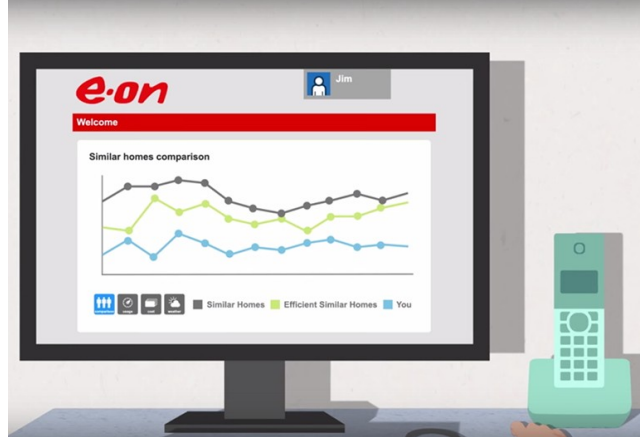 e·on
Jim
Welcome
Similar homes comparison
Similar Homes
Efficient Similar Homes
You